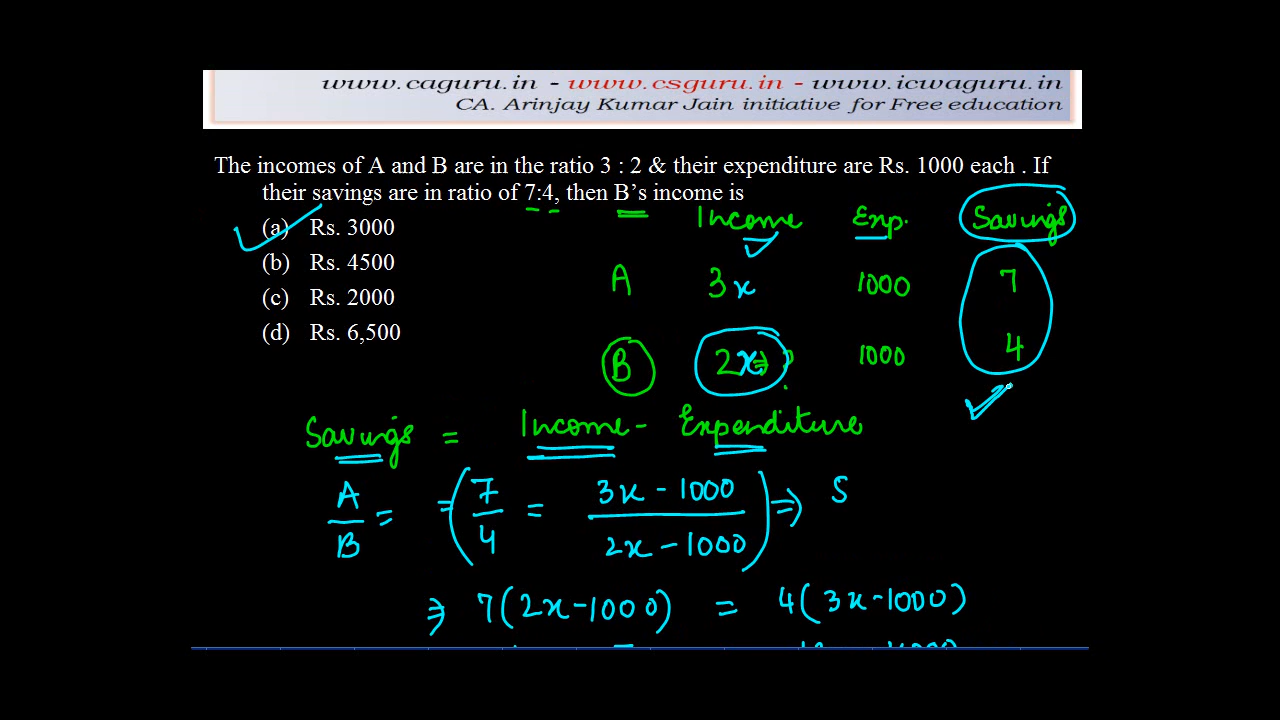 www.caguru.in - www.csguru.in - www.icwaguru.in
CA. Arinjay Kumar Jain initiative for Free education
The incomes of A and B are in the ratio 3 : 2 & their expenditure are Rs. 1000 each . If
their savings are in ratio of 7:4, then B's income is
(a) Rs. 3000
(b) Rs. 4500
(c) Rs. 2000
(d) Rs. 6,500
Income Exp. Savings
A 3x 1000 7
B 2x ⇒ ? 1000 4
Savings = Income - Expenditure
A/B = = (7/4 = 3x - 1000 / 2x - 1000) ⇒ S
⇒ 7(2x - 1000) = 4(3x - 1000)